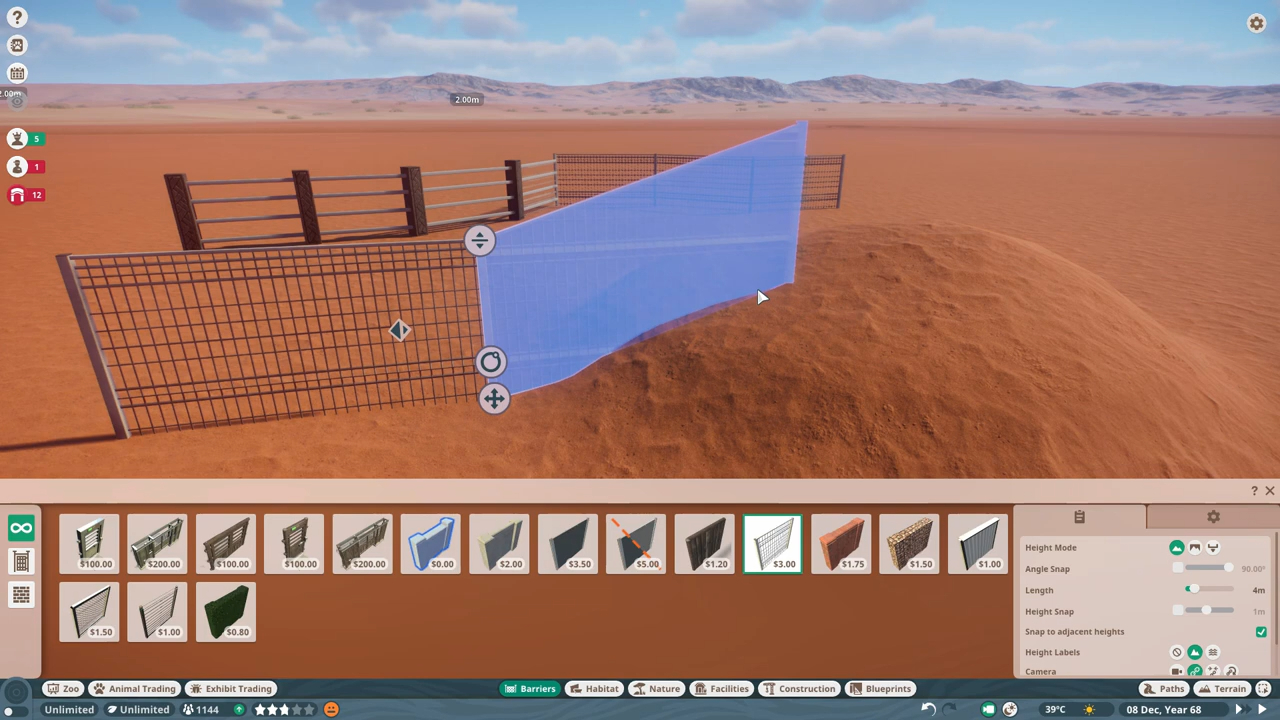 ?
2.00m
2.00m
5
1
12
?
$100.00
$200.00
$100.00
$100.00
$200.00
$0.00
$2.00
$3.50
$5.00
$1.20
$3.00
$1.75
$1.50
$1.00
$1.50
$1.00
$0.80
Height Mode
Angle Snap 90.00°
Length 4m
Height Snap 1m
Snap to adjacent heights
Height Labels
Camera
Zoo Animal Trading Exhibit Trading Barriers Habitat Nature Facilities Construction Blueprints Paths Terrain
Unlimited Unlimited 1144 39°C 08 Dec, Year 68